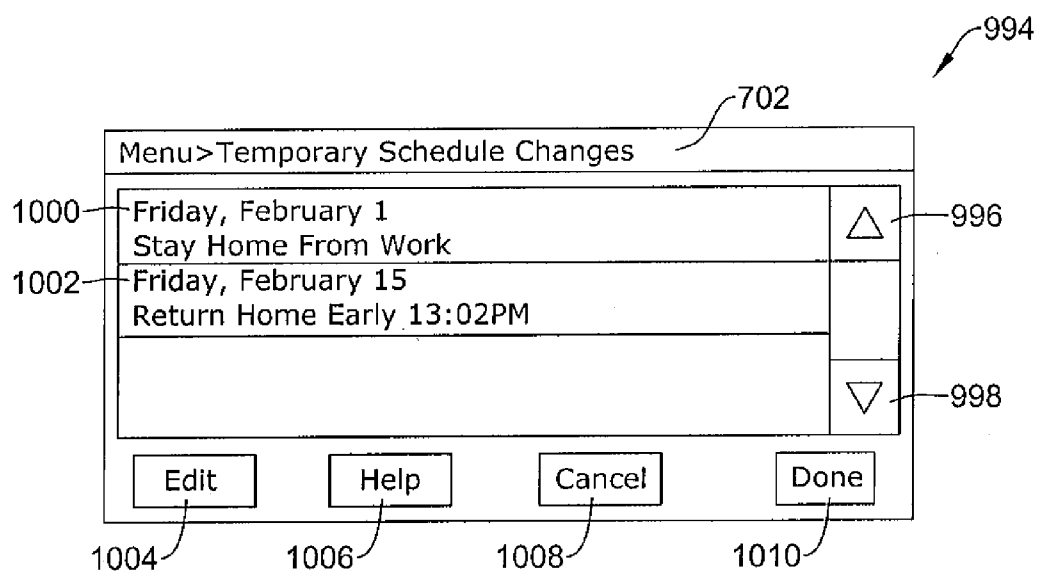 994
702
Menu>Temporary Schedule Changes
1000
Friday, February 1
996
Stay Home From Work
1002
Friday, February 15
Return Home Early 13:02PM
998
Edit
Help
Cancel
Done
1004
1006
1008
1010